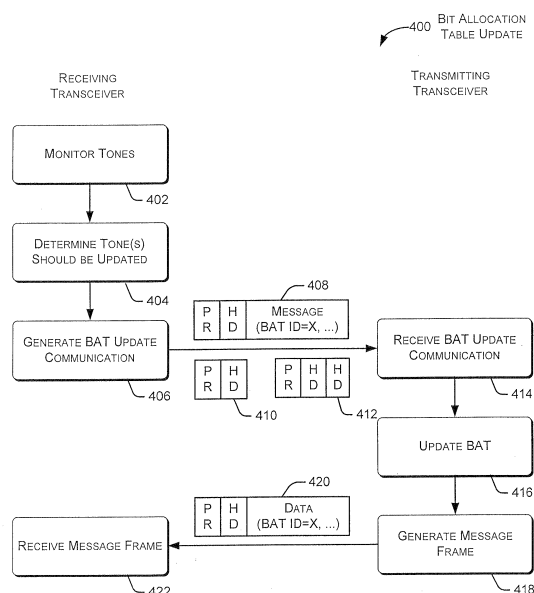 400
BIT ALLOCATION
TABLE UPDATE
RECEIVING
TRANSCEIVER
TRANSMITTING
TRANSCEIVER
MONITOR TONES
402
DETERMINE TONE(S)
SHOULD BE UPDATED
404
408
P
R
H
D
MESSAGE
(BAT ID=X, ...)
GENERATE BAT UPDATE
COMMUNICATION
406
P
R
H
D
410
P
R
H
D
H
D
412
RECEIVE BAT UPDATE
COMMUNICATION
414
UPDATE BAT
416
420
P
R
H
D
DATA
(BAT ID=X, ...)
RECEIVE MESSAGE FRAME
422
GENERATE MESSAGE
FRAME
418